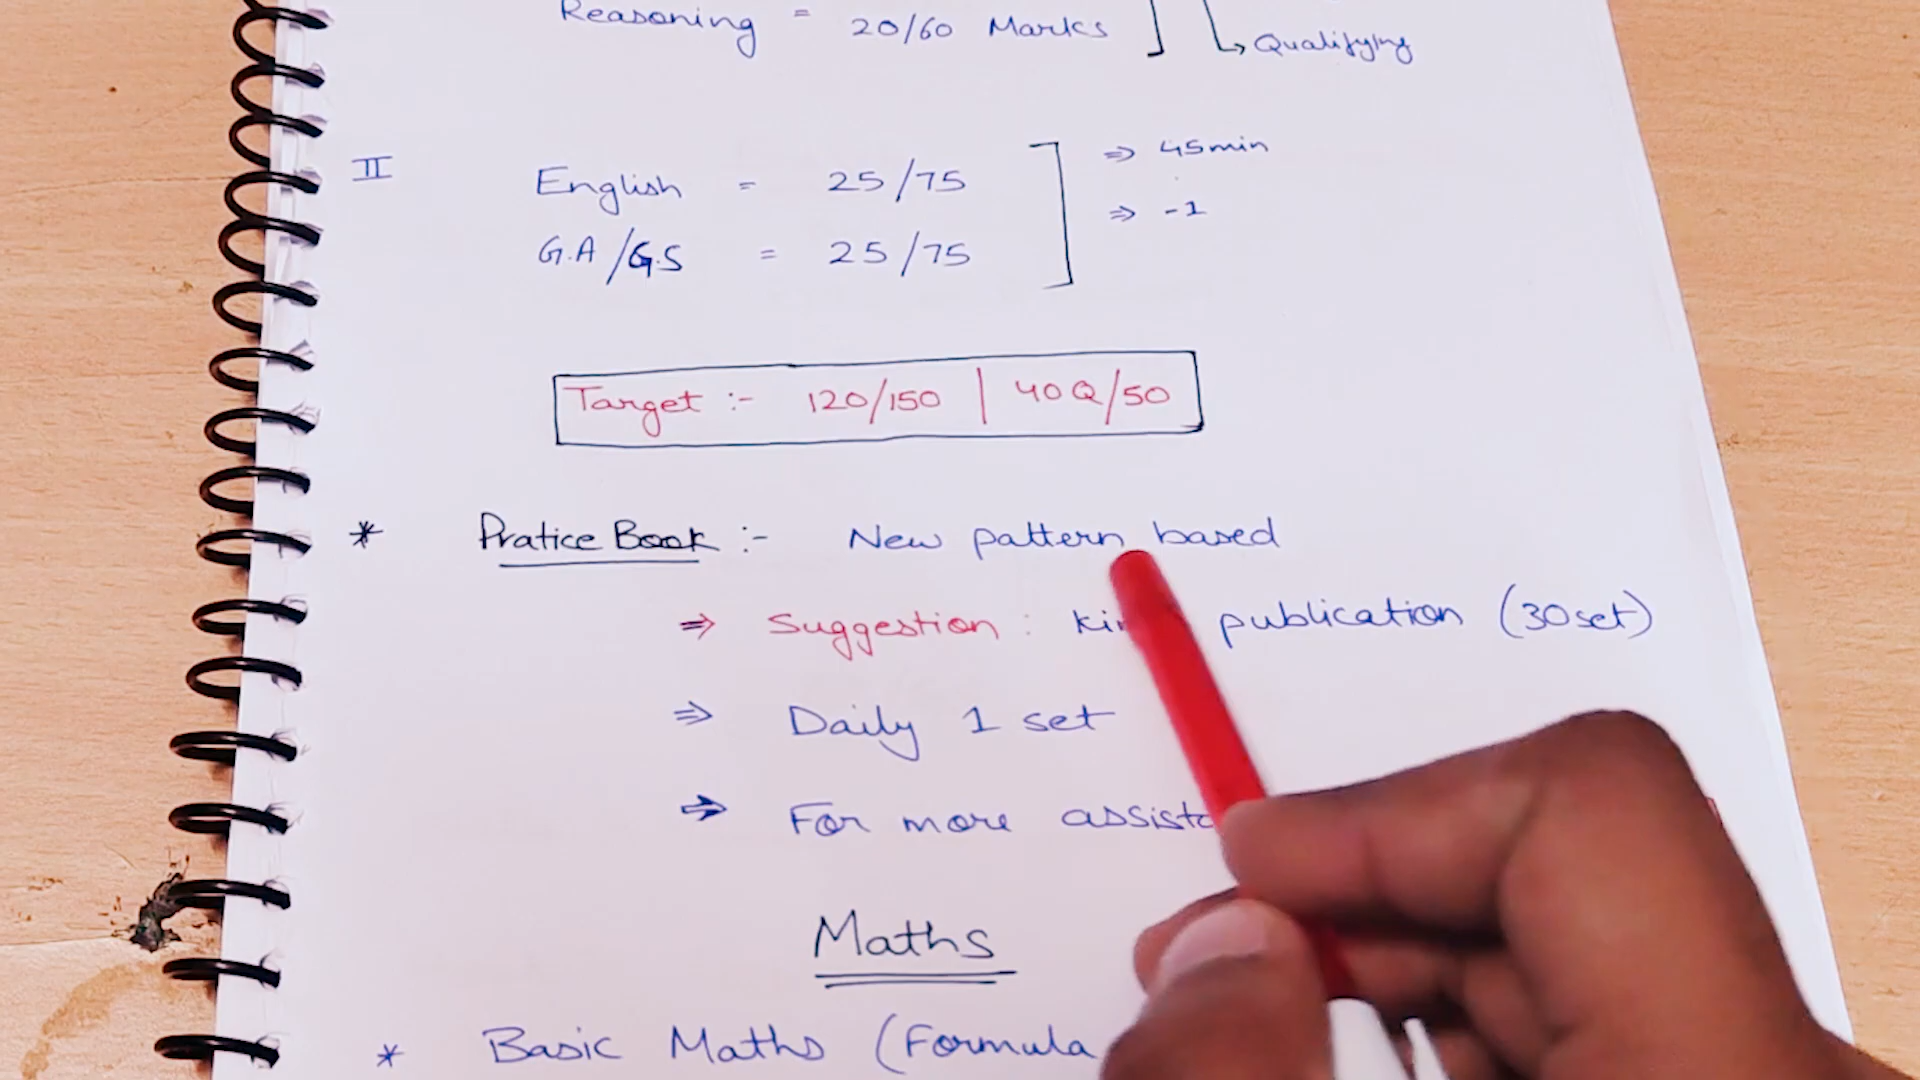 Reasoning = 20/60 Marks ] ↳ Qualifying
II English = 25/75 ⇒ 45min
⇒ -1
G.A/G.S = 25/75
Target :- 120/150 | 40Q/50
* Pratice Book :- New pattern based
⇒ Suggestion : publication (30set)
⇒ Daily 1 set
⇒ For more
Maths
* Basic Maths (Formula